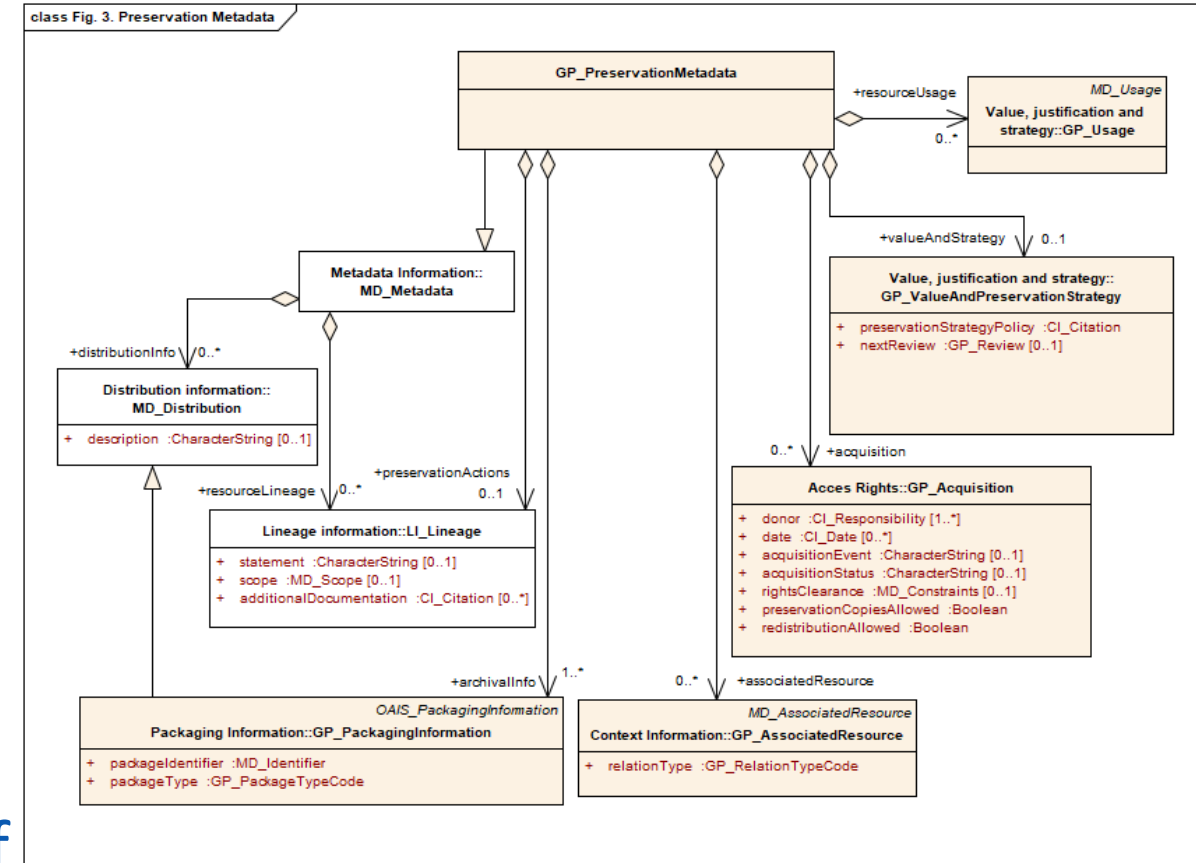 class Fig. 3. Preservation Metadata
GP_PreservationMetadata
+resourceUsage
0..*
MD_Usage
Value, justification and
strategy::GP_Usage
+valueAndStrategy
0..1
Value, justification and strategy::
GP_ValueAndPreservationStrategy
+ preservationStrategyPolicy :CI_Citation
+ nextReview :GP_Review [0..1]
Metadata Information::
MD_Metadata
+distributionInfo
0..*
Distribution information::
MD_Distribution
+ description :CharacterString [0..1]
+resourceLineage
0..*
+preservationActions
0..1
Lineage information::LI_Lineage
+ statement :CharacterString [0..1]
+ scope :MD_Scope [0..1]
+ additionalDocumentation :CI_Citation [0..*]
0..*
+acquisition
Acces Rights::GP_Acquisition
+ donor :CI_Responsibility [1..*]
+ date :CI_Date [0..*]
+ acquisitionEvent :CharacterString [0..1]
+ acquisitionStatus :CharacterString [0..1]
+ rightsClearance :MD_Constraints [0..1]
+ preservationCopiesAllowed :Boolean
+ redistributionAllowed :Boolean
+archivalInfo
1..*
OAIS_PackagingInformation
Packaging Information::GP_PackagingInformation
+ packageIdentifier :MD_Identifier
+ packageType :GP_PackageTypeCode
0..*
+associatedResource
MD_AssociatedResource
Context Information::GP_AssociatedResource
+ relationType :GP_RelationTypeCode
f